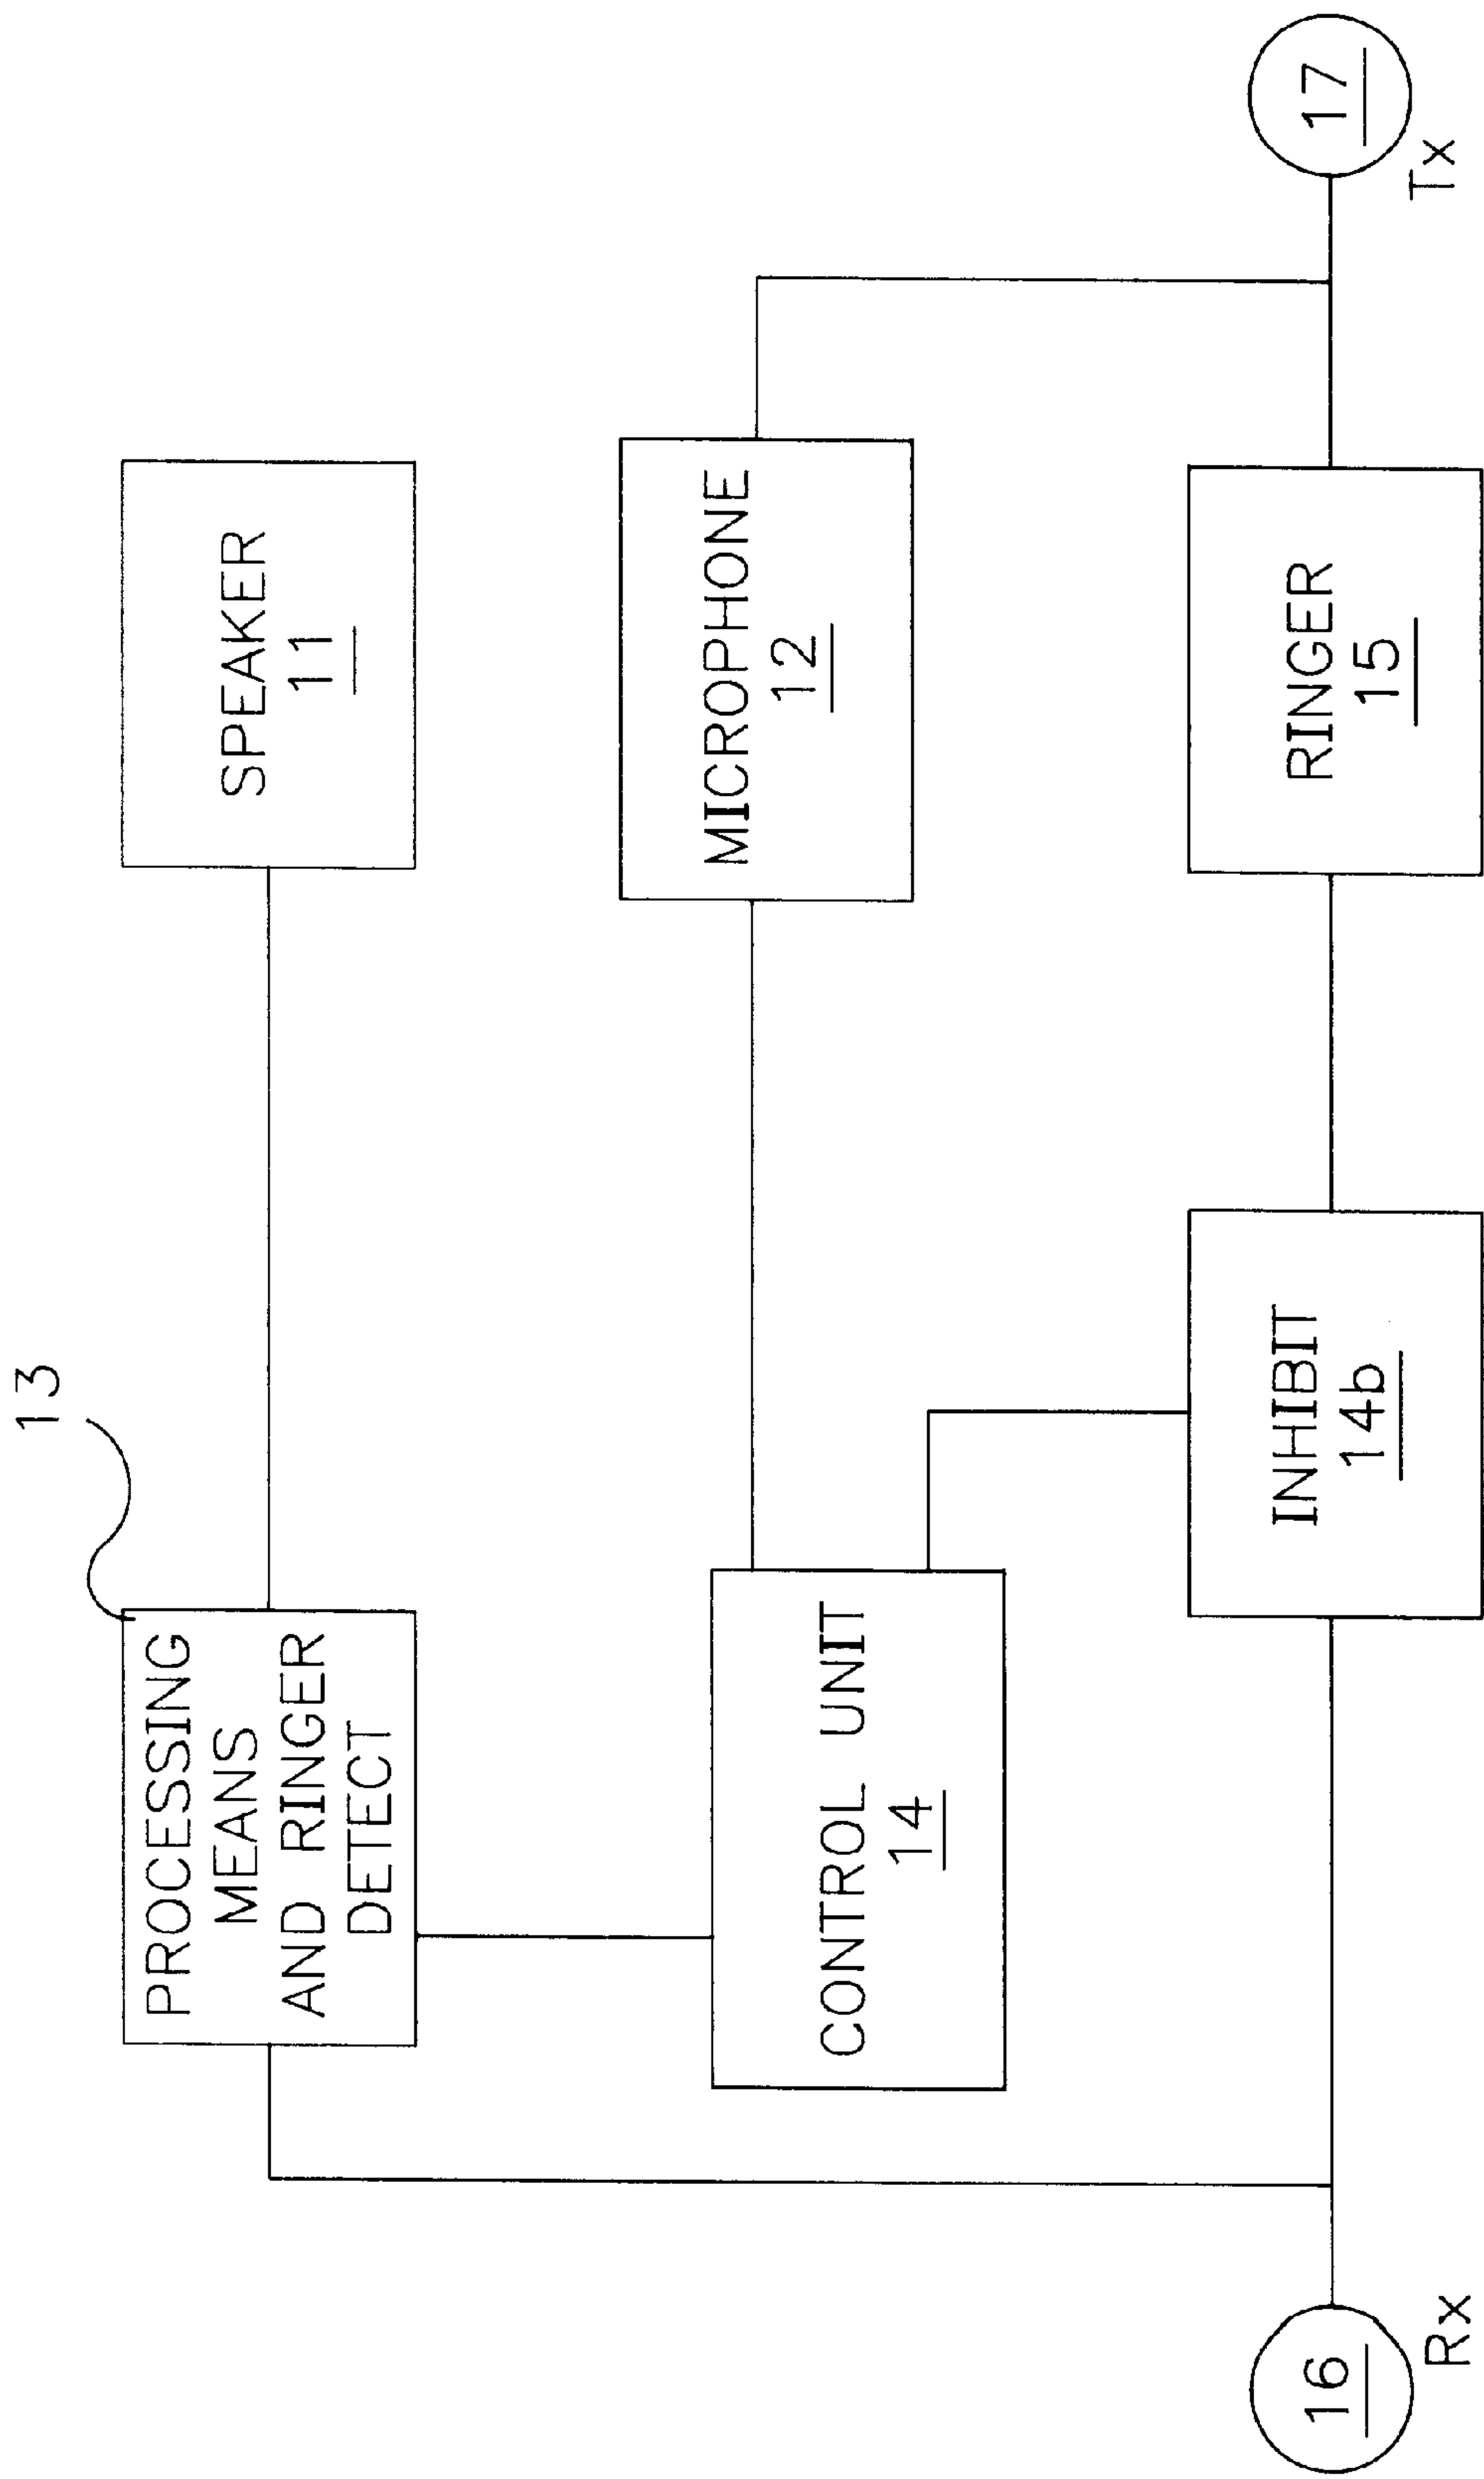 13
PROCESSING
MEANS
AND RINGER
DETECT
SPEAKER
11
CONTROL UNIT
14
MICROPHONE
12
INHIBIT
14b
RINGER
15
16
Rx
17
Tx